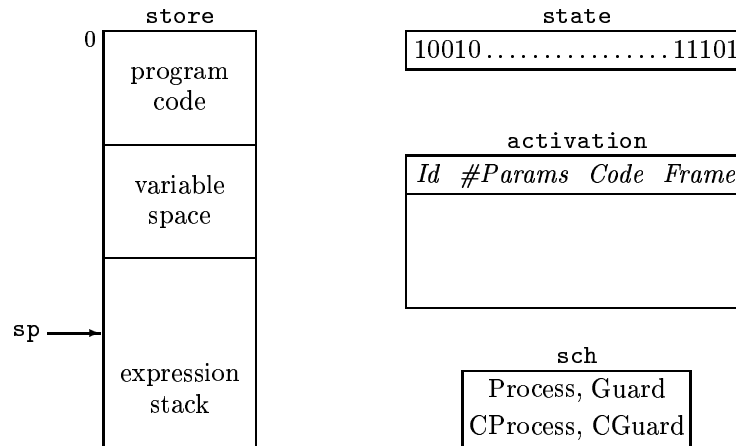 store
0
program
code
variable
space
sp
expression
stack
state
10010................11101
activation
Id #Params Code Frame
sch
Process, Guard
CProcess, CGuard